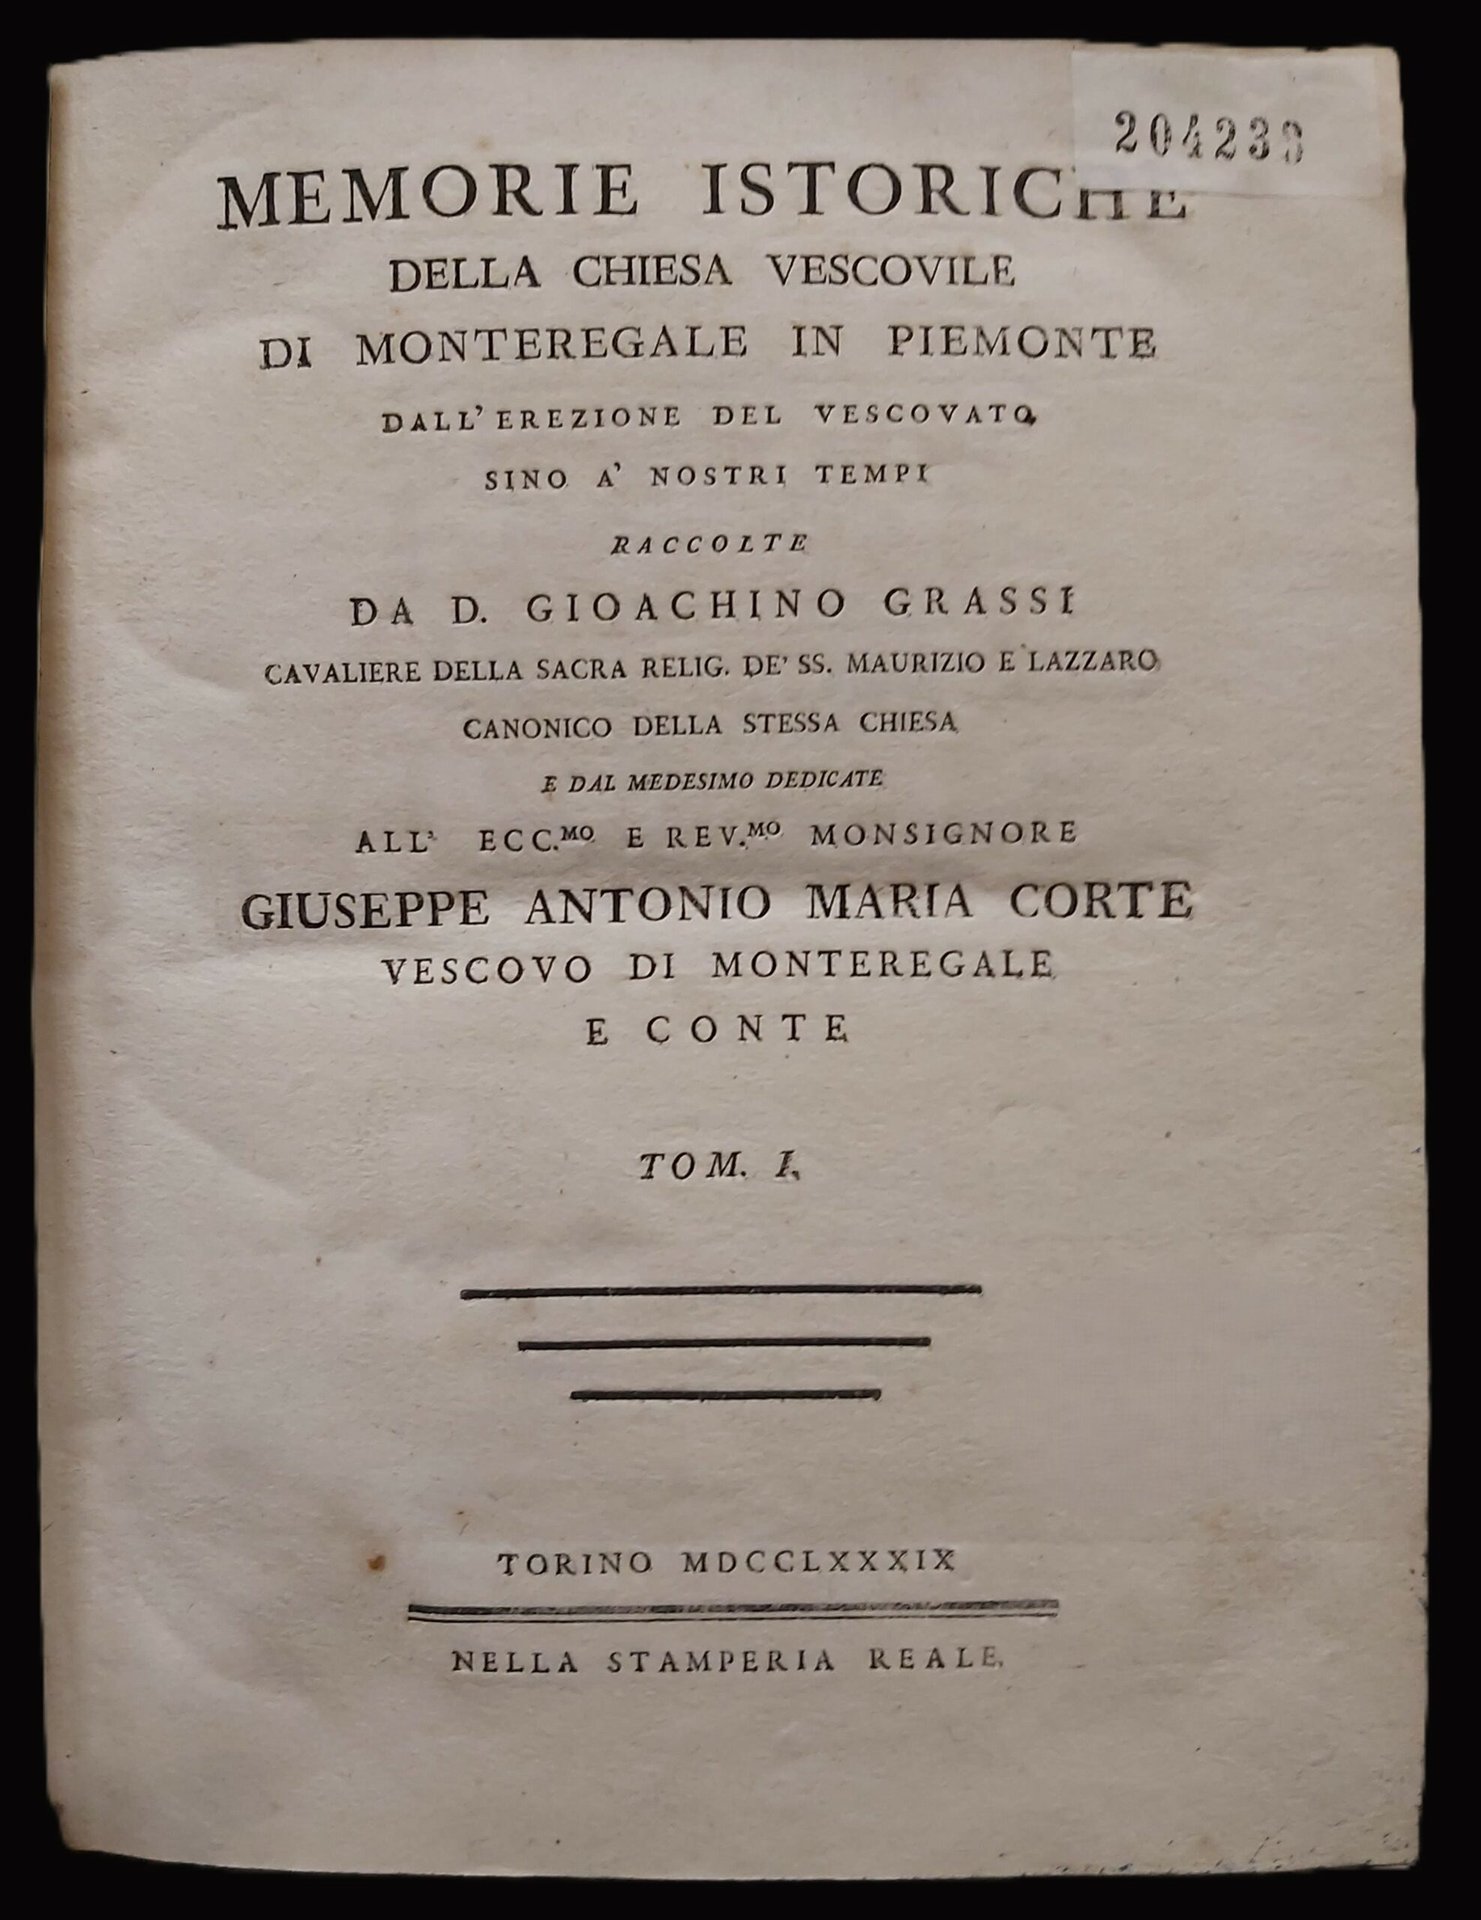 204233
MEMORIE ISTORICHE
DELLA CHIESA VESCOVILE
DI MONTEREGALE IN PIEMONTE
DALL' EREZIONE DEL VESCOVATO
SINO A' NOSTRI TEMPI
RACCOLTE
DA D. GIOACHINO GRASSI
CAVALIERE DELLA SACRA RELIG. DE' SS. MAURIZIO E LAZZARO
CANONICO DELLA STESSA CHIESA
E DAL MEDESIMO DEDICATE
ALL' ECC.MO E REV.MO MONSIGNORE
GIUSEPPE ANTONIO MARIA CORTE
VESCOVO DI MONTEREGALE
E CONTE
TOM. I.
TORINO MDCCLXXXIX
NELLA STAMPERIA REALE.